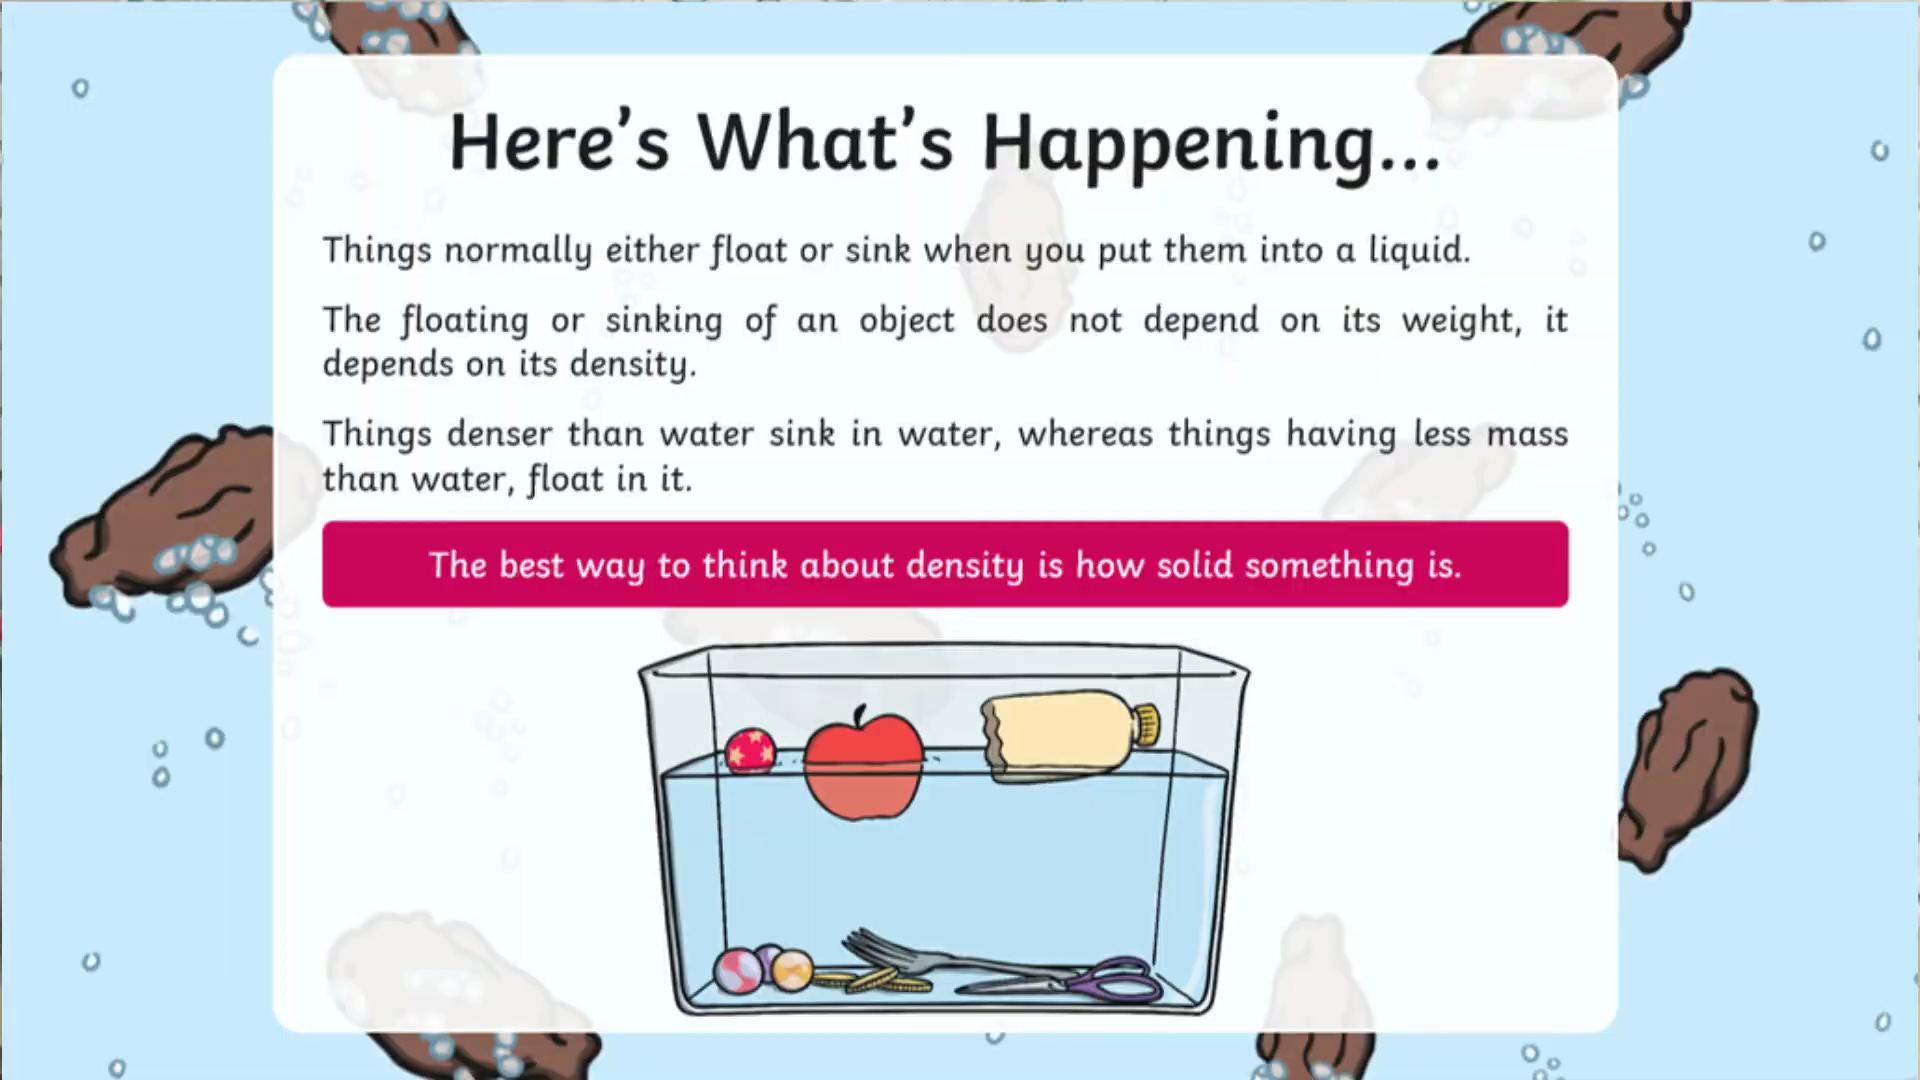 Here’s What’s Happening...
Things normally either float or sink when you put them into a liquid.
The floating or sinking of an object does not depend on its weight, it
depends on its density.
Things denser than water sink in water, whereas things having less mass
than water, float in it.
The best way to think about density is how solid something is.